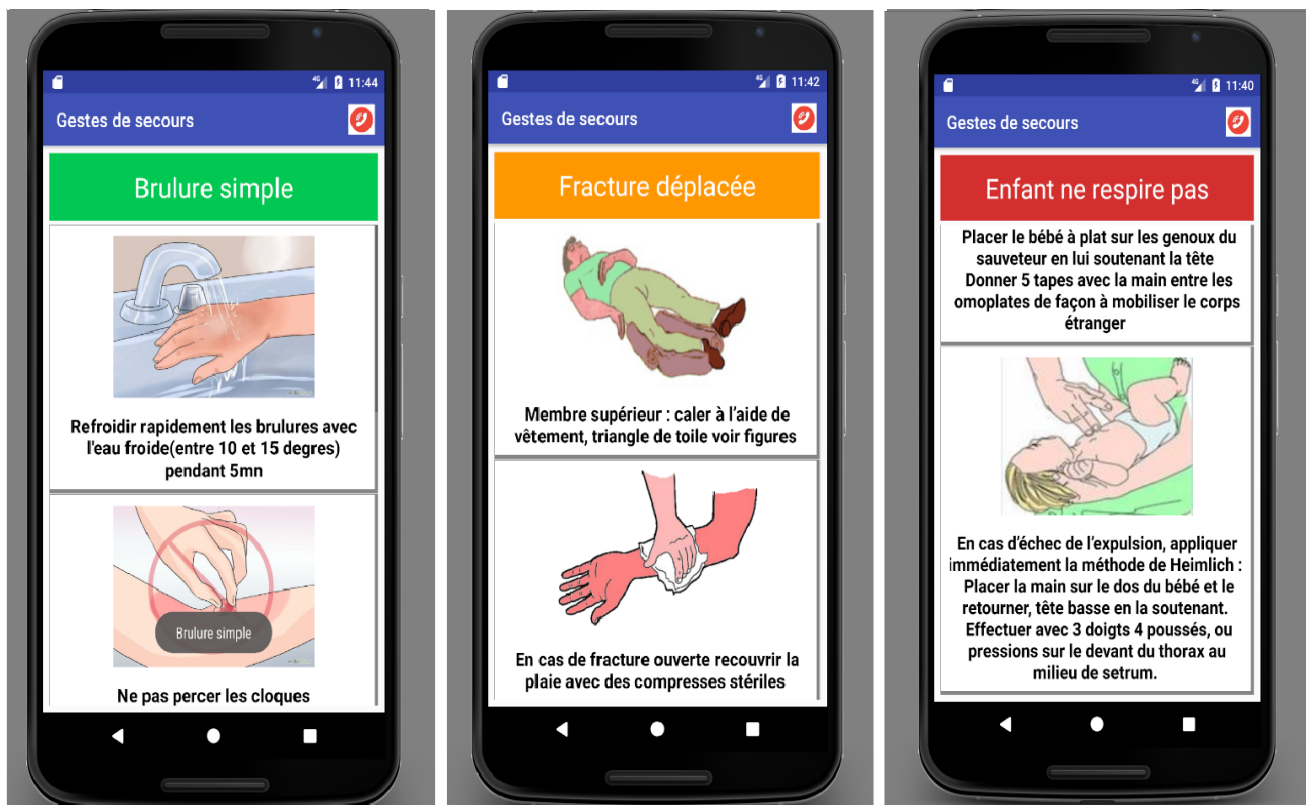 4G 11:44
Gestes de secours
Brulure simple
Refroidir rapidement les brulures avec
l'eau froide(entre 10 et 15 degres)
pendant 5mn
Brulure simple
Ne pas percer les cloques
4G 11:42
Gestes de secours
Fracture déplacée
Membre supérieur : caler à l'aide de
vêtement, triangle de toile voir figures
En cas de fracture ouverte recouvrir la
plaie avec des compresses stériles
4G 11:40
Gestes de secours
Enfant ne respire pas
Placer le bébé à plat sur les genoux du
sauveteur en lui soutenant la tête
Donner 5 tapes avec la main entre les
omoplates de façon à mobiliser le corps
étranger
En cas d'échec de l'expulsion, appliquer
immédiatement la méthode de Heimlich :
Placer la main sur le dos du bébé et le
retourner, tête basse en la soutenant.
Effectuer avec 3 doigts 4 poussés, ou
pressions sur le devant du thorax au
milieu de setrum.